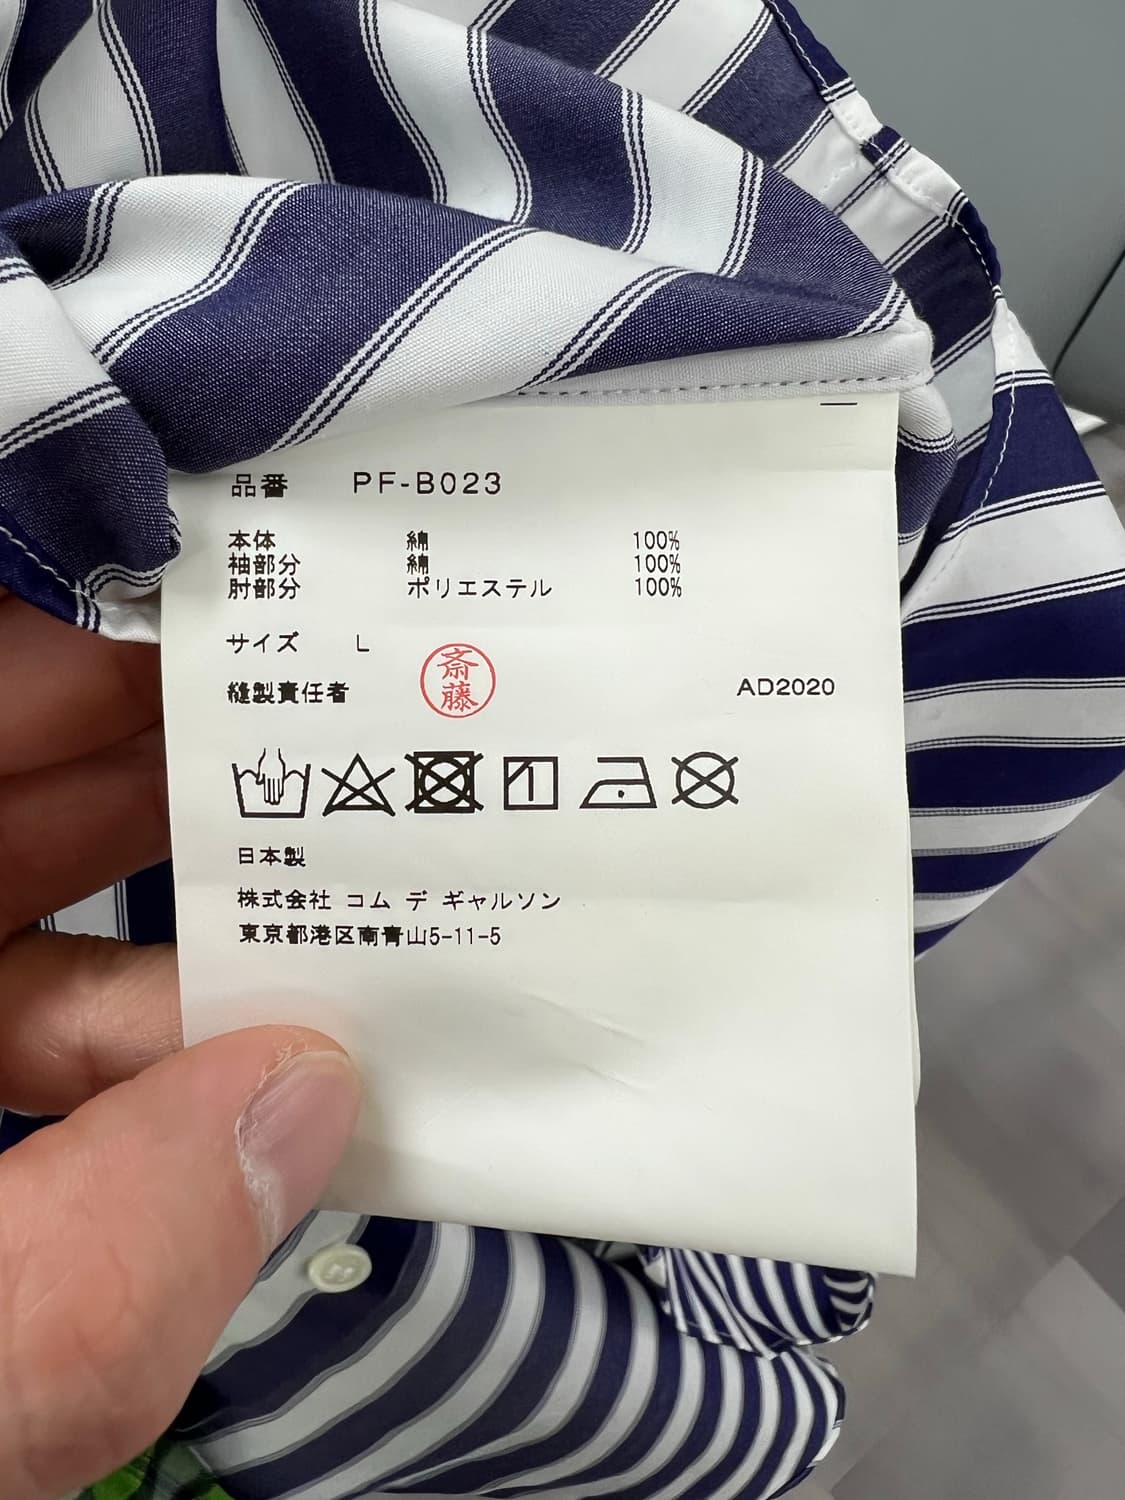 品番 PF-B023
本体 綿 100%
袖部分 綿 100%
肘部分 ポリエステル 100%
サイズ L
縫製責任者 斎藤 AD2020
日本製
株式会社 コム デ ギャルソン
東京都港区南青山5-11-5